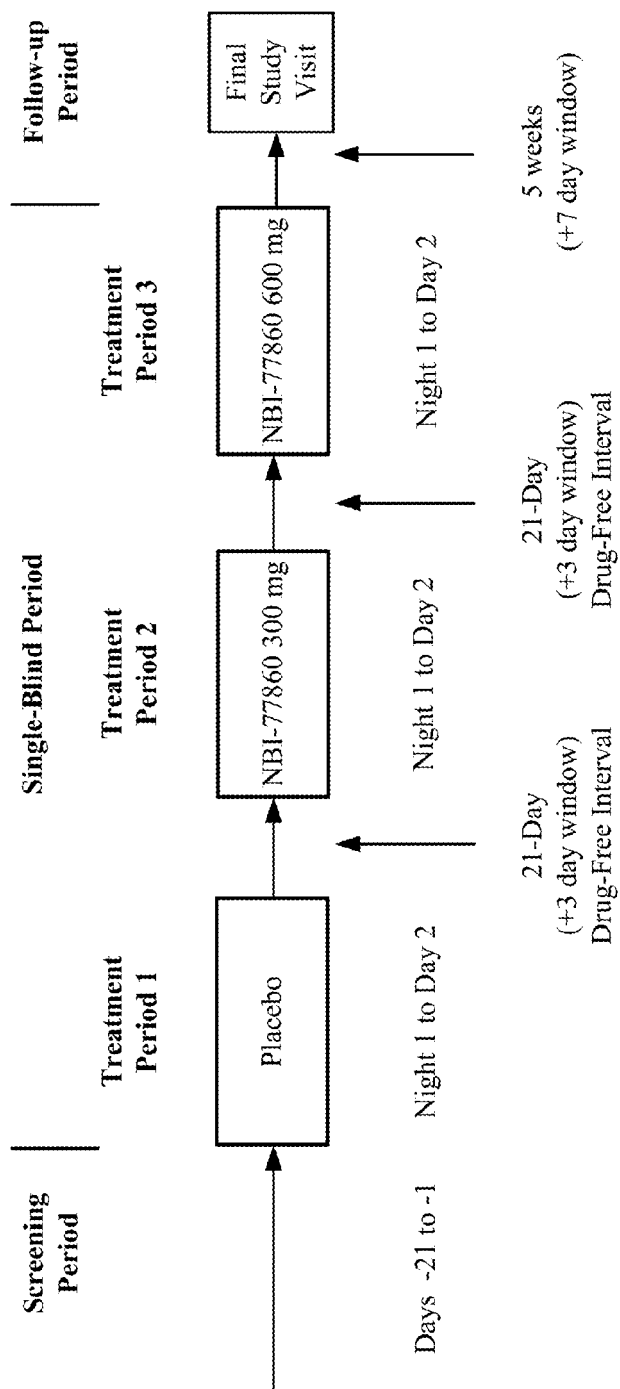 Screening
Period
Single-Blind Period
Follow-up
Period
Treatment
Period 1
Treatment
Period 2
Treatment
Period 3
Placebo
NBI-77860 300 mg
NBI-77860 600 mg
Final
Study
Visit
Days -21 to -1
Night 1 to Day 2
Night 1 to Day 2
Night 1 to Day 2
21-Day
(+3 day window)
Drug-Free Interval
21-Day
(+3 day window)
Drug-Free Interval
5 weeks
(+7 day window)